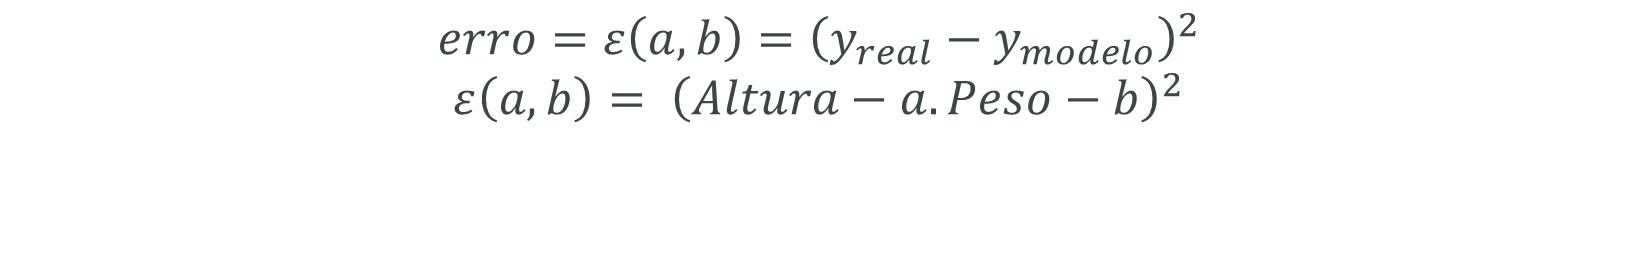 erro = ε(a, b) = (y_real − y_modelo)²
ε(a, b) = (Altura − a. Peso − b)²